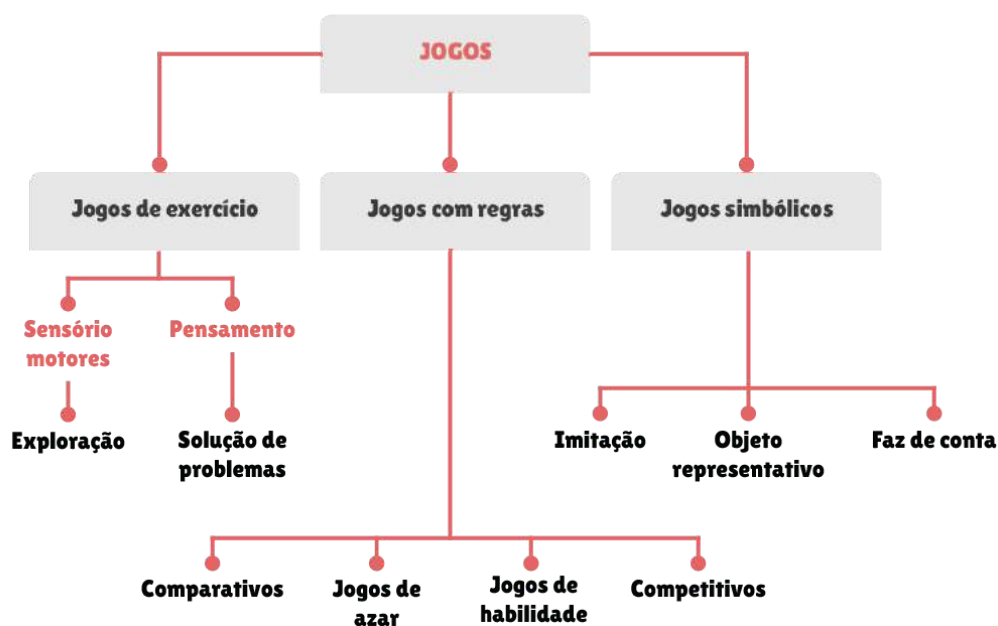 JOGOS
Jogos de exercício
Jogos com regras
Jogos simbólicos
Sensório
motores
Pensamento
Exploração
Solução de
problemas
Imitação
Objeto
representativo
Faz de conta
Comparativos
Jogos de
azar
Jogos de
habilidade
Competitivos